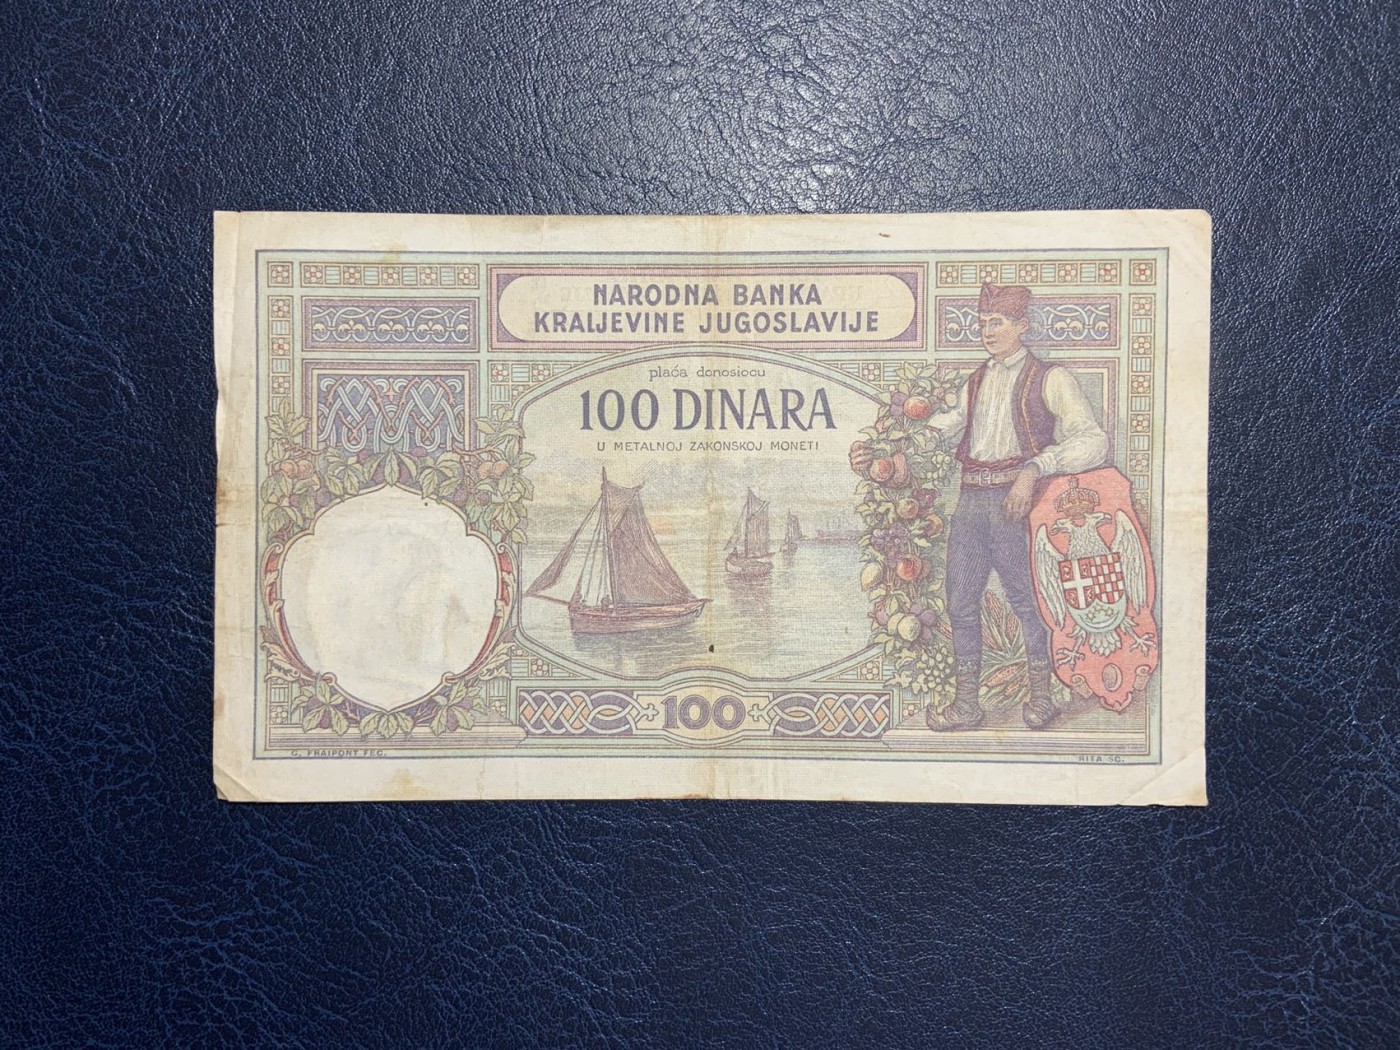 NARODNA BANKA
KRALJEVINE JUGOSLAVIJE
plaća donosiocu
100 DINARA
U METALNOJ ZAKONSKOJ MONETI
100
G. FRAIPONT FEC.
RITA SC.